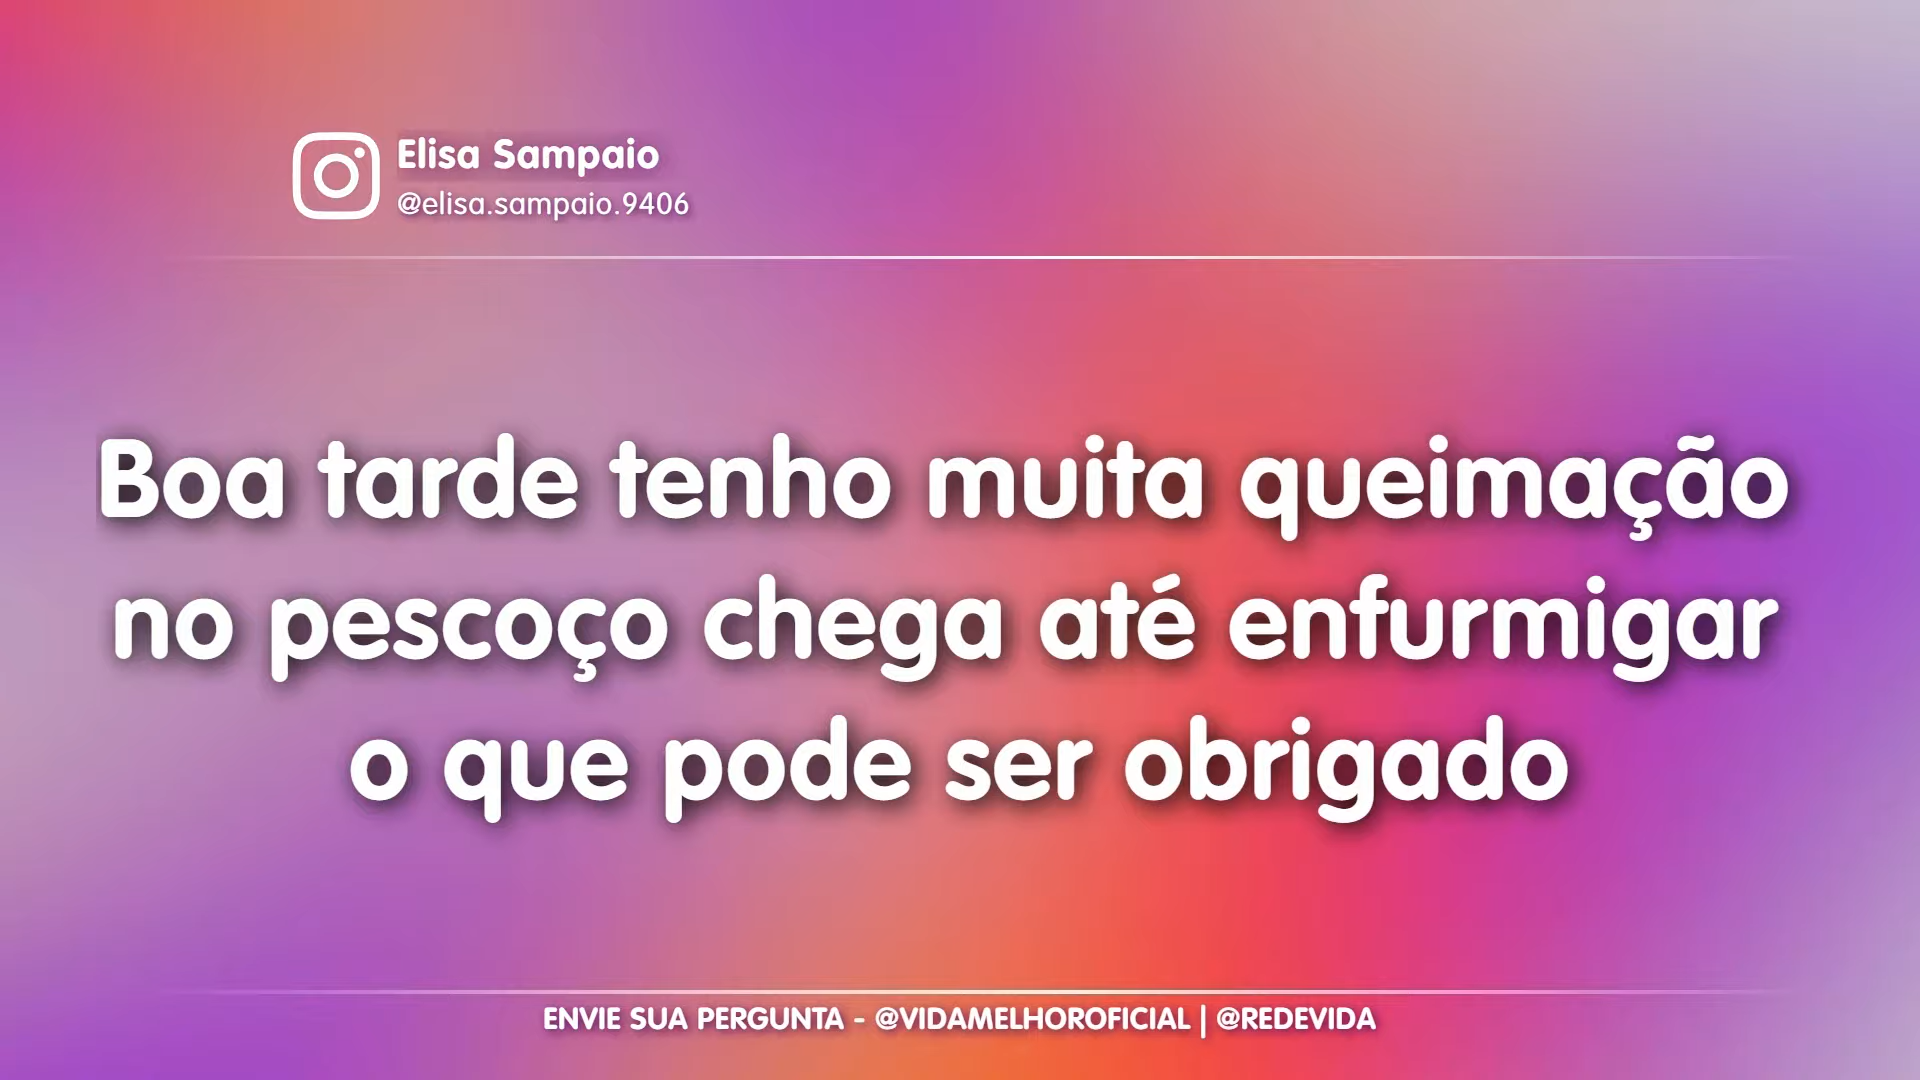 Elisa Sampaio
@elisa.sampaio.9406
Boa tarde tenho muita queimação
no pescoço chega até enfurmigar
o que pode ser obrigado
ENVIE SUA PERGUNTA - @VIDAMELHOROFICIAL | @REDEVIDA